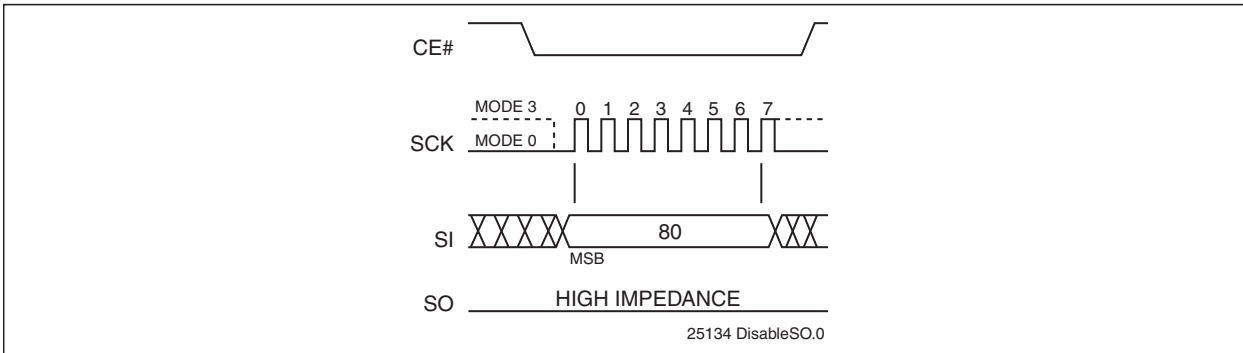 CE#
MODE 3
0 1 2 3 4 5 6 7
SCK
MODE 0
SI
80
MSB
SO
HIGH IMPEDANCE
25134 DisableSO.0